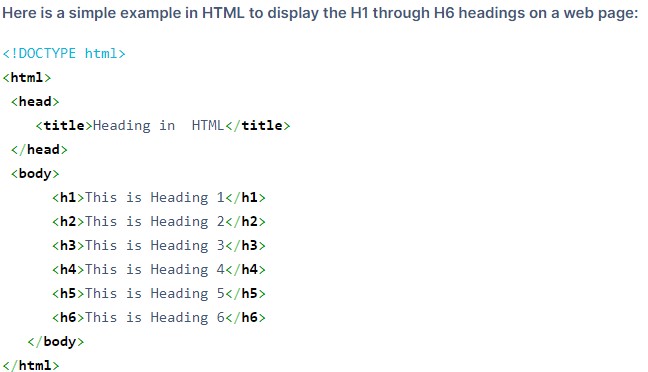 Here is a simple example in HTML to display the H1 through H6 headings on a web page:
<!DOCTYPE html>
<html>
<head>
<title>Heading in  HTML</title>
</head>
<body>
<h1>This is Heading 1</h1>
<h2>This is Heading 2</h2>
<h3>This is Heading 3</h3>
<h4>This is Heading 4</h4>
<h5>This is Heading 5</h5>
<h6>This is Heading 6</h6>
</body>
</html>